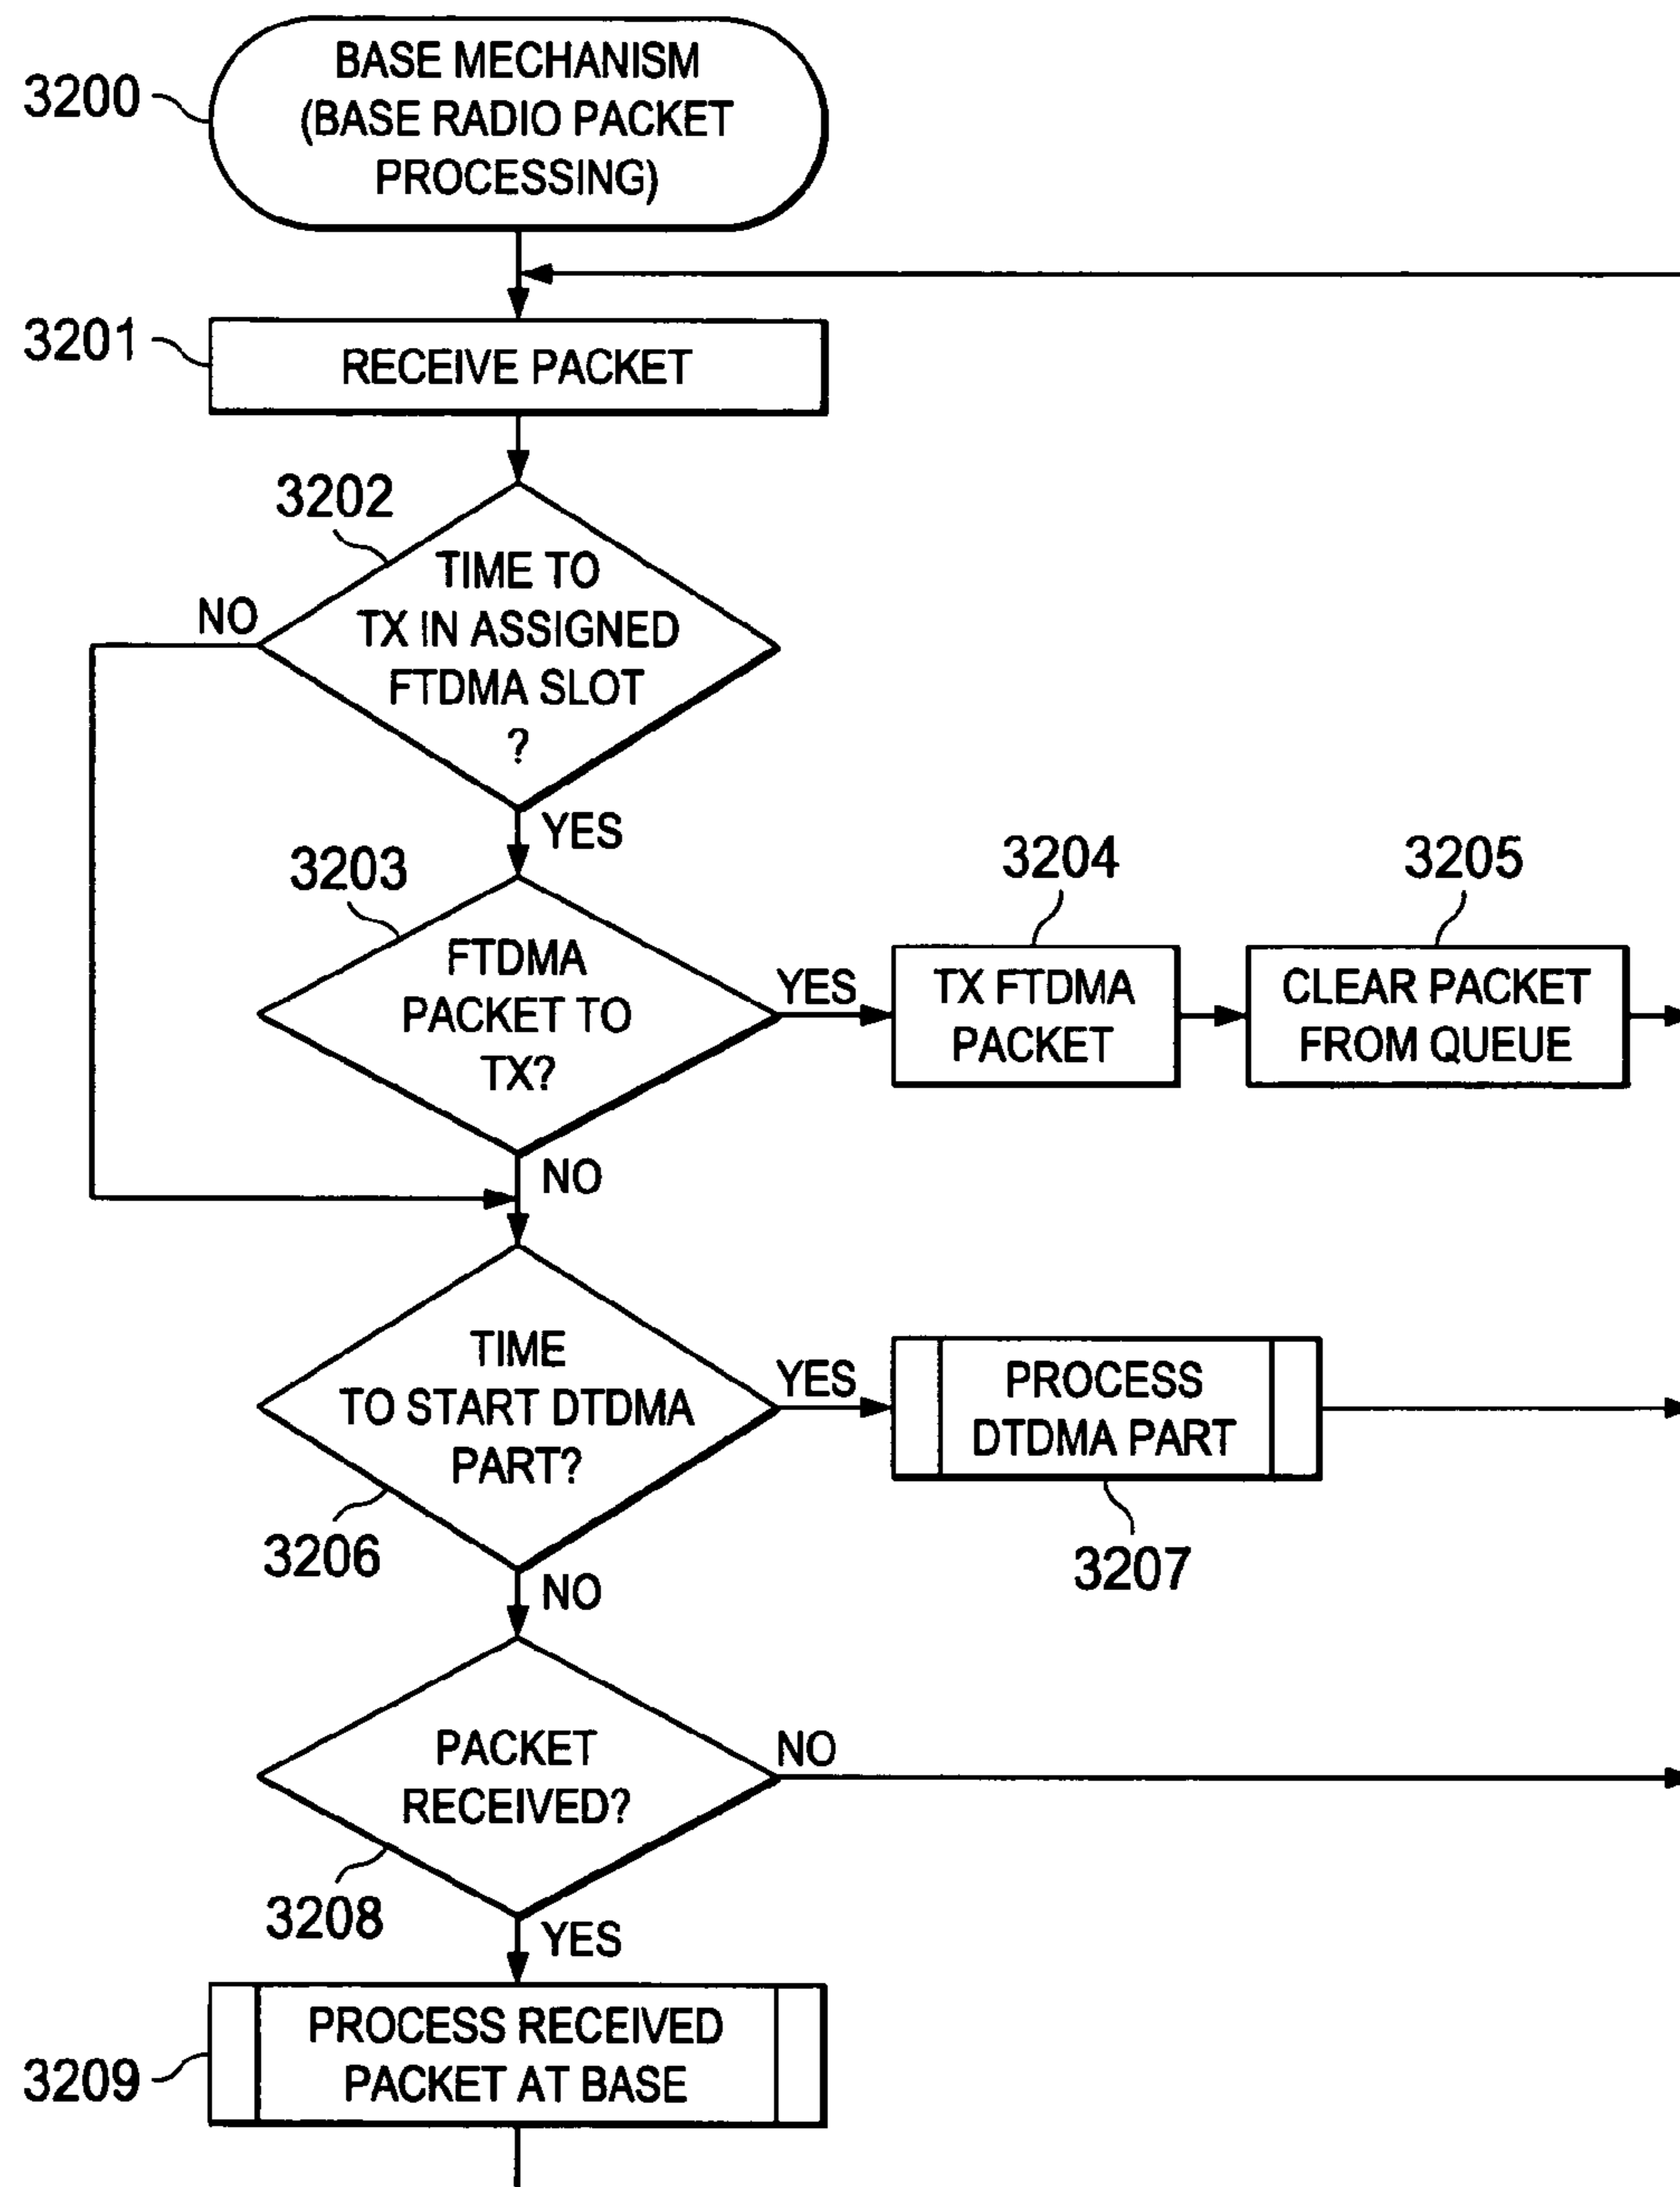 3200
BASE MECHANISM
(BASE RADIO PACKET
PROCESSING)
3201
RECEIVE PACKET
3202
TIME TO
TX IN ASSIGNED
FTDMA SLOT
?
NO
YES
3203
FTDMA
PACKET TO
TX?
YES
3204
TX FTDMA
PACKET
3205
CLEAR PACKET
FROM QUEUE
NO
TIME
TO START DTDMA
PART?
3206
YES
PROCESS
DTDMA PART
3207
NO
PACKET
RECEIVED?
3208
NO
YES
3209
PROCESS RECEIVED
PACKET AT BASE